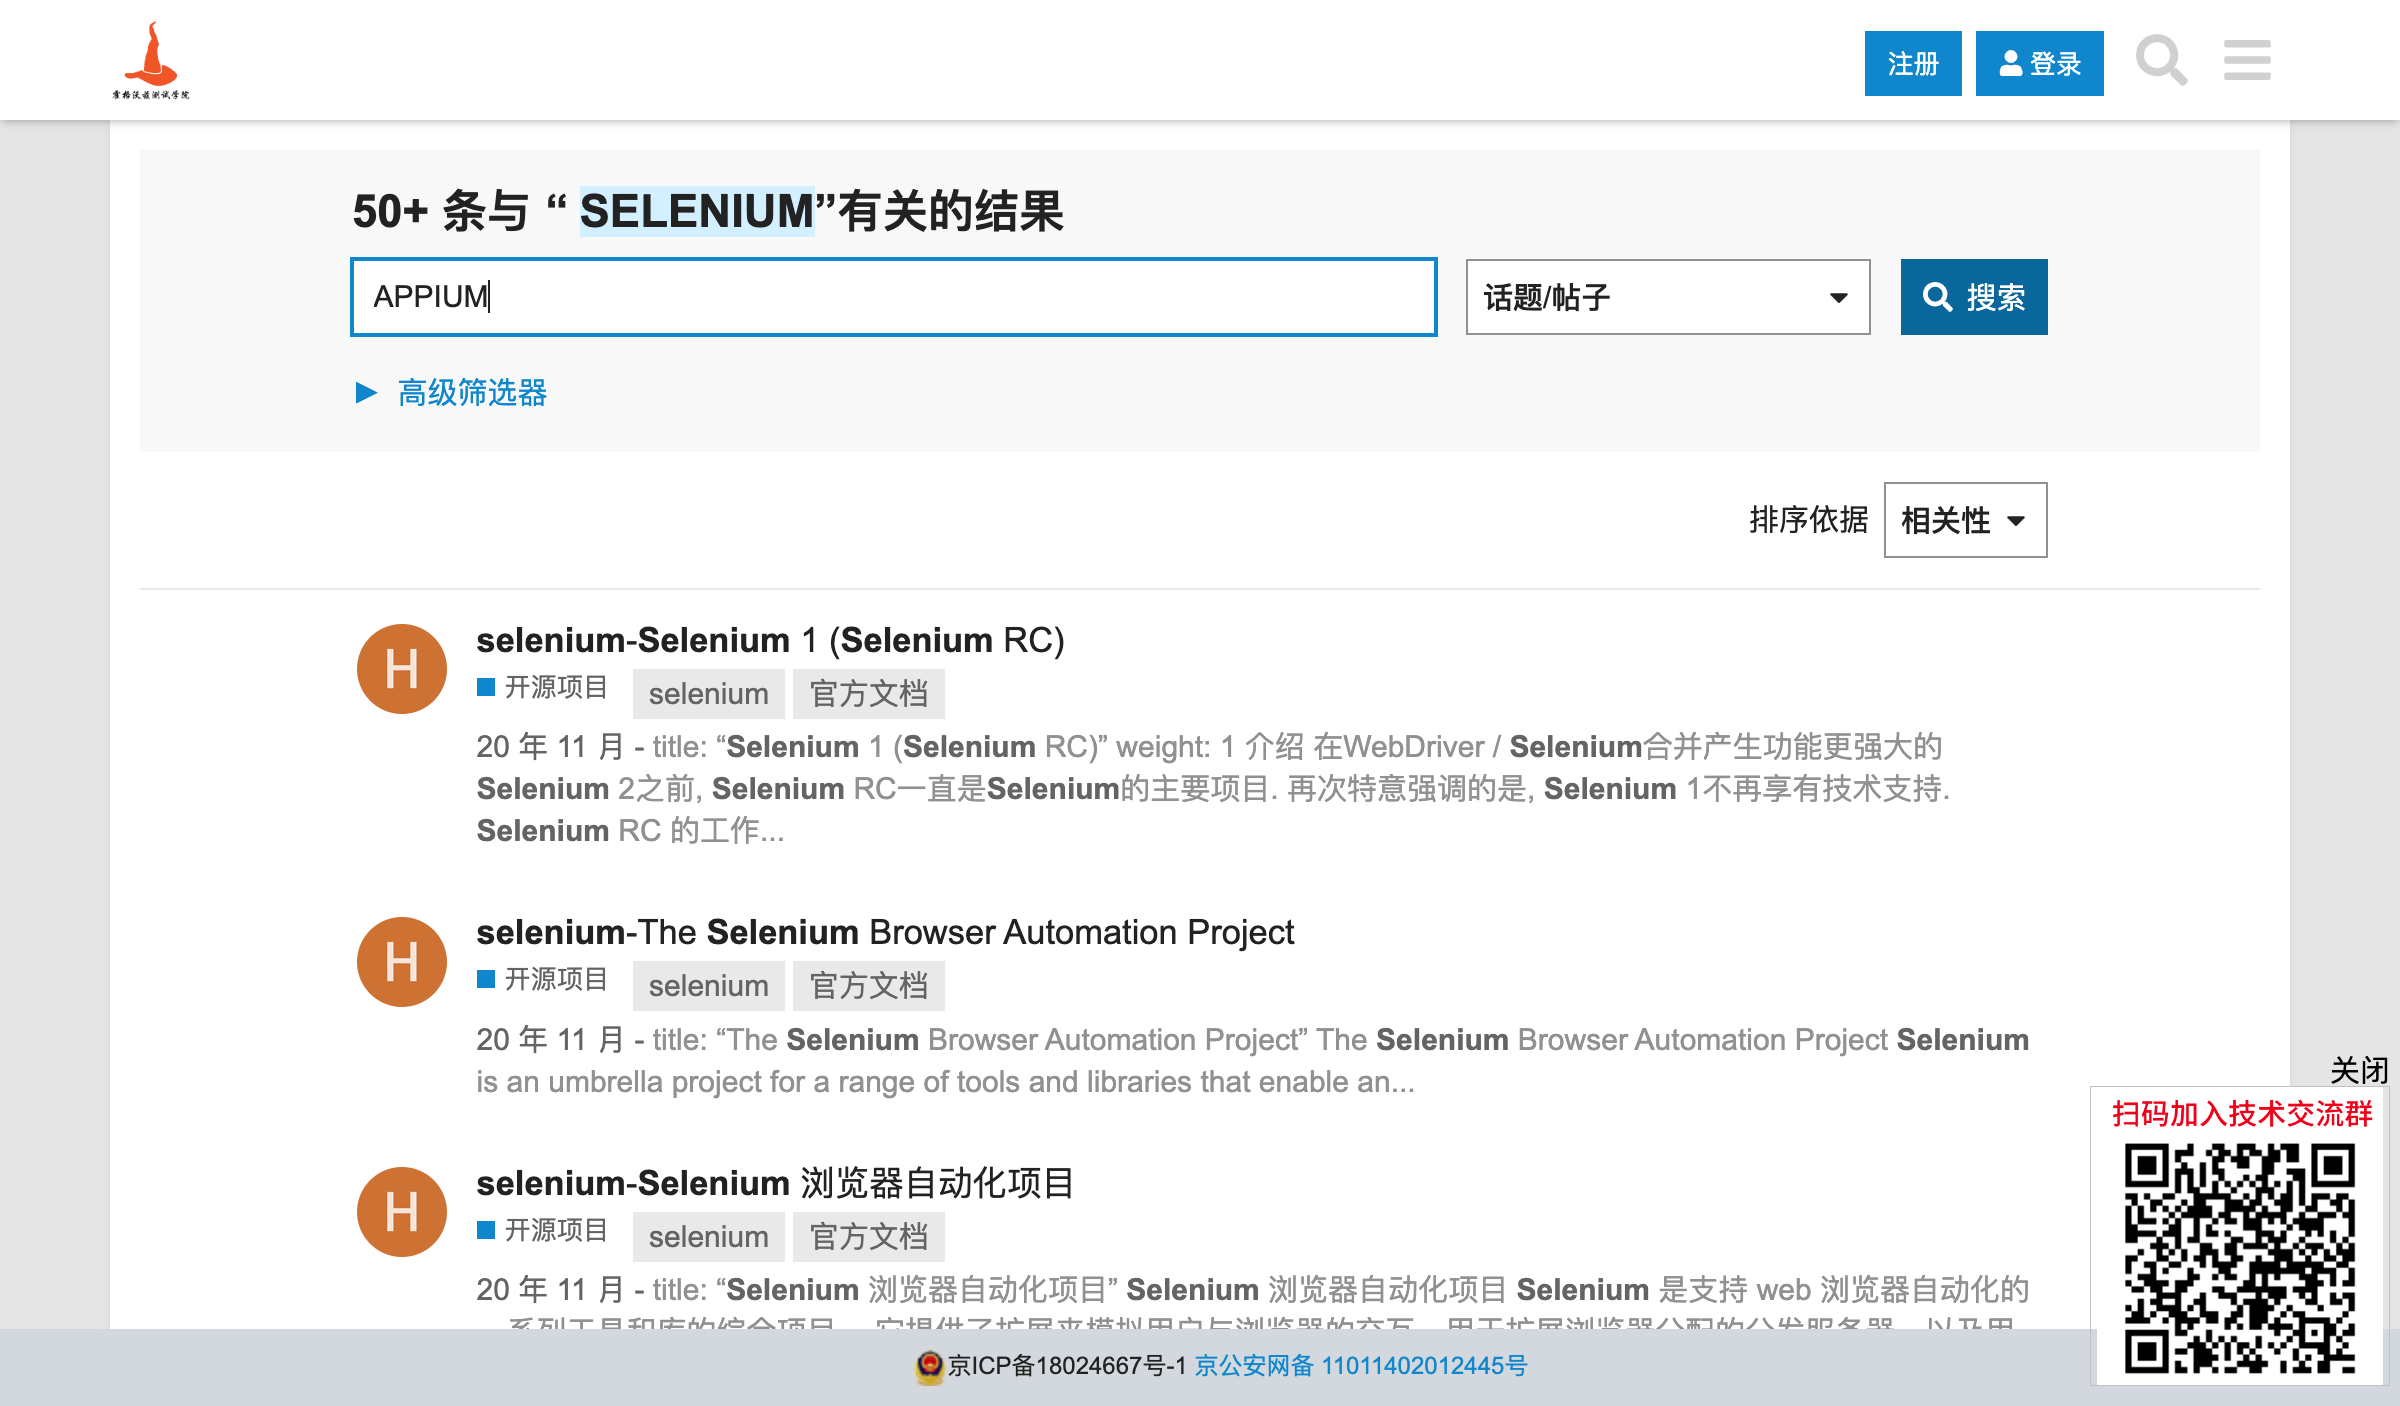 霍格沃兹测试学院
注册
登录
50+ 条与 “ SELENIUM”有关的结果
APPIUM
话题/帖子
搜索
高级筛选器
排序依据
相关性
H
selenium-Selenium 1 (Selenium RC)
开源项目 selenium 官方文档
20 年 11 月 - title: “Selenium 1 (Selenium RC)” weight: 1 介绍 在WebDriver / Selenium合并产生功能更强大的
Selenium 2之前, Selenium RC一直是Selenium的主要项目. 再次特意强调的是, Selenium 1不再享有技术支持.
Selenium RC 的工作...
H
selenium-The Selenium Browser Automation Project
开源项目 selenium 官方文档
20 年 11 月 - title: “The Selenium Browser Automation Project” The Selenium Browser Automation Project Selenium
is an umbrella project for a range of tools and libraries that enable an...
H
selenium-Selenium 浏览器自动化项目
开源项目 selenium 官方文档
20 年 11 月 - title: “Selenium 浏览器自动化项目” Selenium 浏览器自动化项目 Selenium 是支持 web 浏览器自动化的
关闭
扫码加入技术交流群
京ICP备18024667号-1 京公安网备 11011402012445号